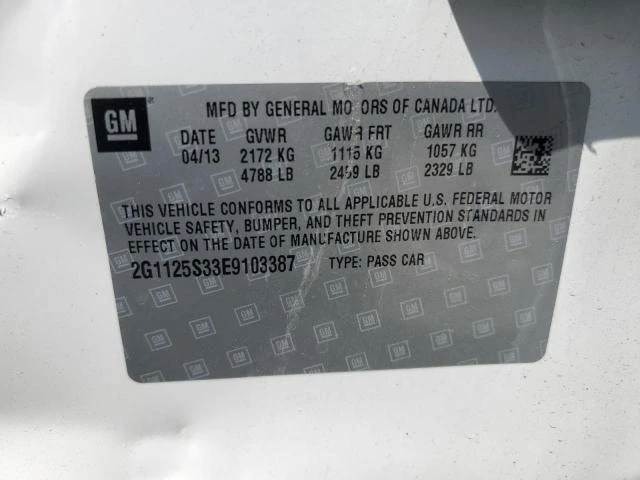 GM
MFD BY GENERAL MOTORS OF CANADA LTD.
DATE GVWR GAWR FRT GAWR RR
04/13 2172 KG 1115 KG 1057 KG
4788 LB 2459 LB 2329 LB
THIS VEHICLE CONFORMS TO ALL APPLICABLE U.S. FEDERAL MOTOR
VEHICLE SAFETY, BUMPER, AND THEFT PREVENTION STANDARDS IN
EFFECT ON THE DATE OF MANUFACTURE SHOWN ABOVE.
2G1125S33E9103387 TYPE: PASS CAR